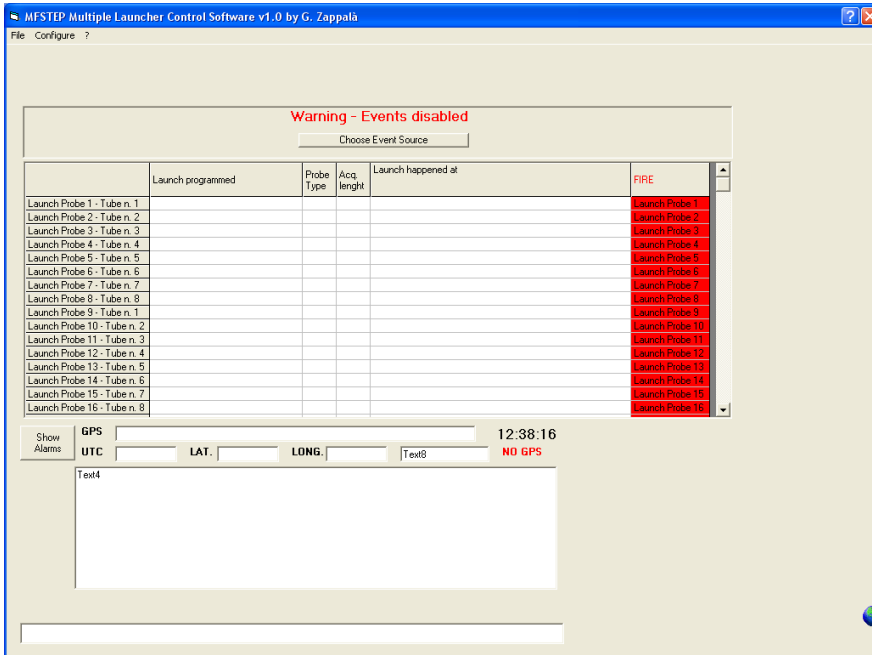 MFSTEP Multiple Launcher Control Software v1.0 by G. Zappalà
File Configure ?
Warning - Events disabled
Choose Event Source
Launch programmed Probe Type Acq. lenght Launch happened at FIRE
Launch Probe 1 - Tube n. 1 Launch Probe 1
Launch Probe 2 - Tube n. 2 Launch Probe 2
Launch Probe 3 - Tube n. 3 Launch Probe 3
Launch Probe 4 - Tube n. 4 Launch Probe 4
Launch Probe 5 - Tube n. 5 Launch Probe 5
Launch Probe 6 - Tube n. 6 Launch Probe 6
Launch Probe 7 - Tube n. 7 Launch Probe 7
Launch Probe 8 - Tube n. 8 Launch Probe 8
Launch Probe 9 - Tube n. 1 Launch Probe 9
Launch Probe 10 - Tube n. 2 Launch Probe 10
Launch Probe 11 - Tube n. 3 Launch Probe 11
Launch Probe 12 - Tube n. 4 Launch Probe 12
Launch Probe 13 - Tube n. 5 Launch Probe 13
Launch Probe 14 - Tube n. 6 Launch Probe 14
Launch Probe 15 - Tube n. 7 Launch Probe 15
Launch Probe 16 - Tube n. 8 Launch Probe 16
Show Alarms
GPS 12:38:16
UTC LAT. LONG. Text8 NO GPS
Text4